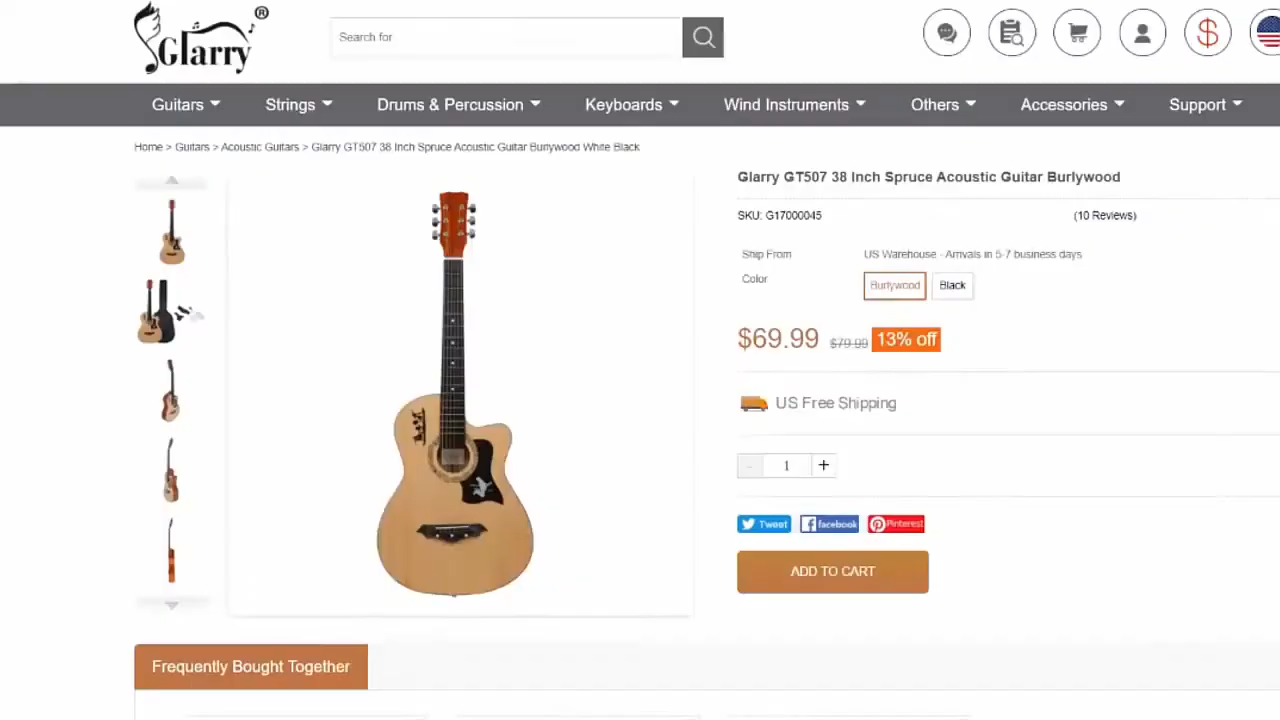 Glarry®
Search for
Guitars Strings Drums & Percussion Keyboards Wind Instruments Others Accessories Support
Home > Guitars > Acoustic Guitars > Glarry GT507 38 Inch Spruce Acoustic Guitar Burlywood White Black
Glarry GT507 38 Inch Spruce Acoustic Guitar Burlywood
SKU: G17000045 (10 Reviews)
Ship From US Warehouse - Arrivals in 5-7 business days
Color Burlywood Black
$69.99 $79.99 13% off
US Free Shipping
- 1 +
Tweet facebook Pinterest
ADD TO CART
Frequently Bought Together